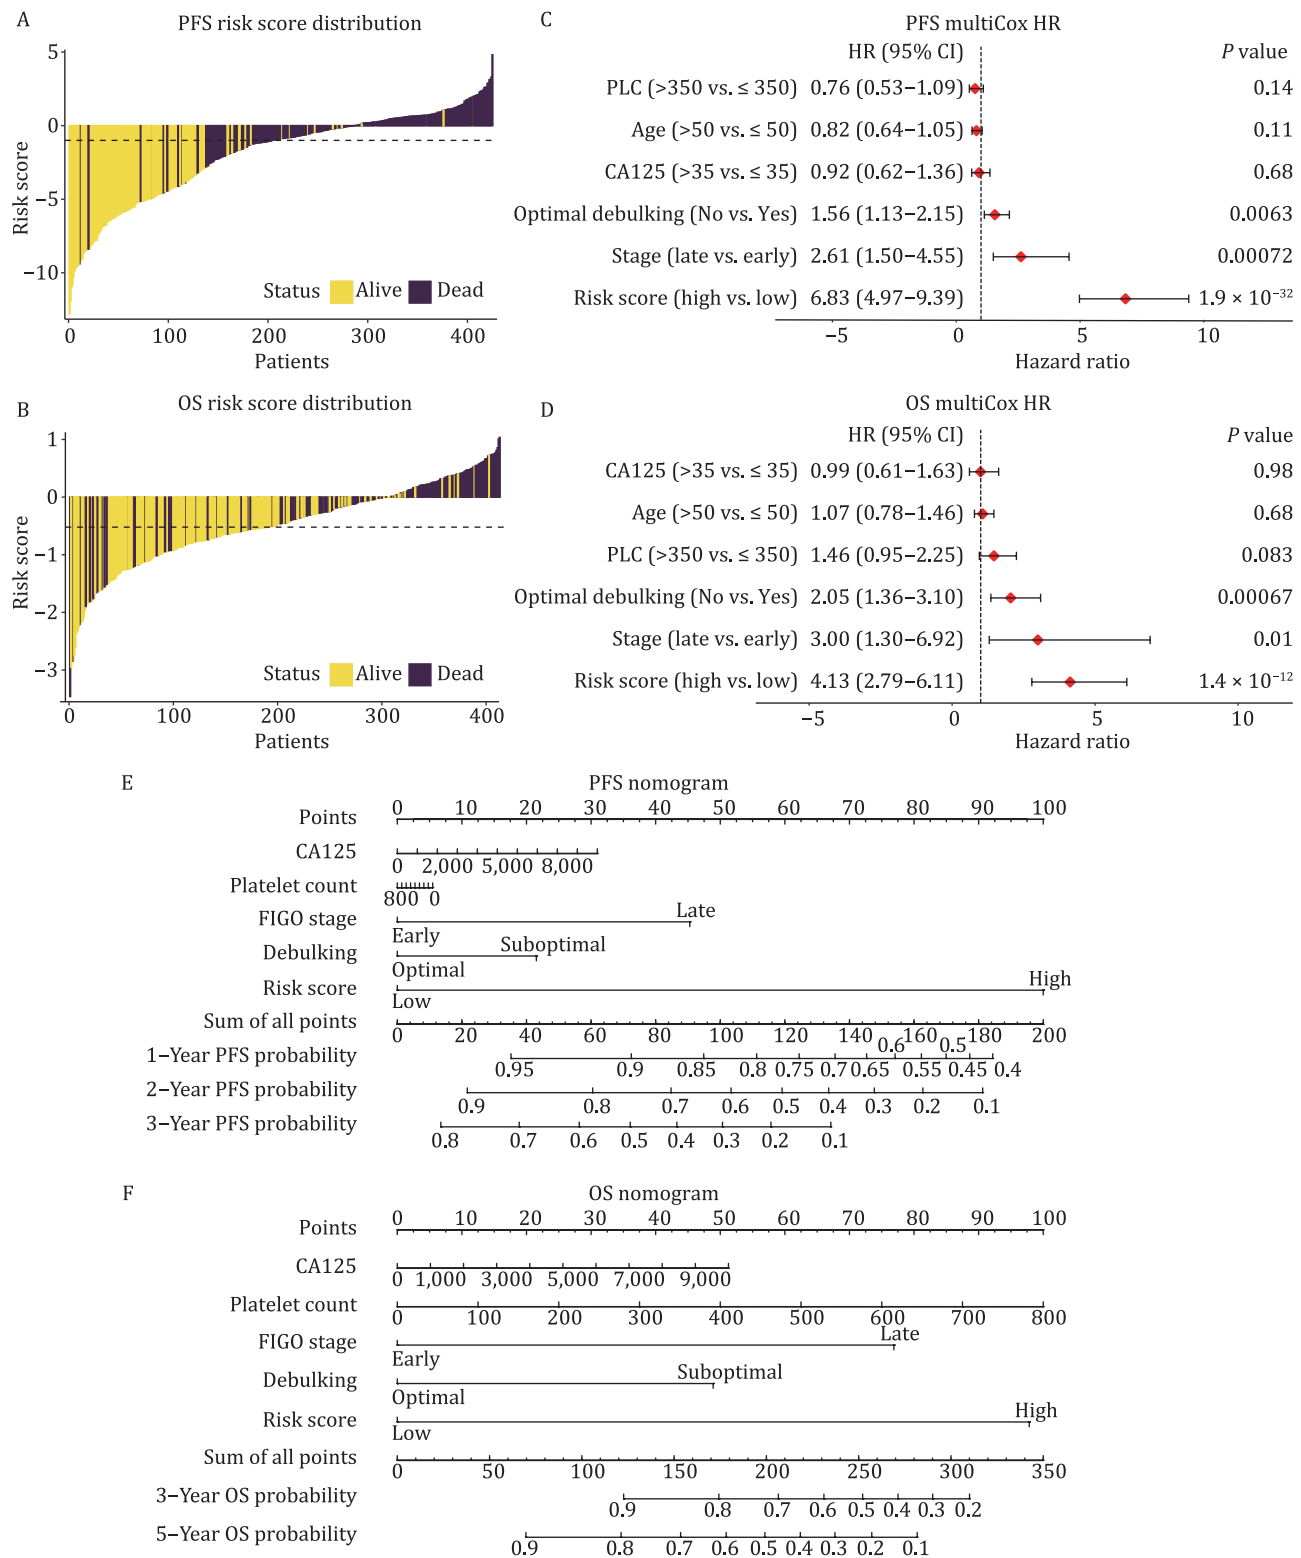 A
PFS risk score distribution
5
0
−5
−10
Risk score
Status Alive Dead
0 100 200 300 400
Patients
C
PFS multiCox HR
HR (95% CI) P value
PLC (>350 vs. ≤ 350) 0.76 (0.53−1.09) 0.14
Age (>50 vs. ≤ 50) 0.82 (0.64−1.05) 0.11
CA125 (>35 vs. ≤ 35) 0.92 (0.62−1.36) 0.68
Optimal debulking (No vs. Yes) 1.56 (1.13−2.15) 0.0063
Stage (late vs. early) 2.61 (1.50−4.55) 0.00072
Risk score (high vs. low) 6.83 (4.97−9.39) 1.9 × 10⁻³²
−5 0 5 10
Hazard ratio
B
OS risk score distribution
1
0
−1
−2
−3
Risk score
Status Alive Dead
0 100 200 300 400
Patients
D
OS multiCox HR
HR (95% CI) P value
CA125 (>35 vs. ≤ 35) 0.99 (0.61−1.63) 0.98
Age (>50 vs. ≤ 50) 1.07 (0.78−1.46) 0.68
PLC (>350 vs. ≤ 350) 1.46 (0.95−2.25) 0.083
Optimal debulking (No vs. Yes) 2.05 (1.36−3.10) 0.00067
Stage (late vs. early) 3.00 (1.30−6.92) 0.01
Risk score (high vs. low) 4.13 (2.79−6.11) 1.4 × 10⁻¹²
−5 0 5 10
Hazard ratio
E
PFS nomogram
Points 0 10 20 30 40 50 60 70 80 90 100
CA125
0 2,000 5,000 8,000
Platelet count
800 0
FIGO stage Late
Early
Debulking Suboptimal
Optimal
Risk score High
Low
Sum of all points 0 20 40 60 80 100 120 140 160 180 200
0.6 0.5
1−Year PFS probability
0.95 0.9 0.85 0.8 0.75 0.7 0.65 0.55 0.45 0.4
2−Year PFS probability
0.9 0.8 0.7 0.6 0.5 0.4 0.3 0.2 0.1
3−Year PFS probability
0.8 0.7 0.6 0.5 0.4 0.3 0.2 0.1
F
OS nomogram
Points 0 10 20 30 40 50 60 70 80 90 100
CA125
0 1,000 3,000 5,000 7,000 9,000
Platelet count
0 100 200 300 400 500 600 700 800
FIGO stage Late
Early
Debulking Suboptimal
Optimal
Risk score High
Low
Sum of all points
0 50 100 150 200 250 300 350
3−Year OS probability
0.9 0.8 0.7 0.6 0.5 0.4 0.3 0.2
5−Year OS probability
0.9 0.8 0.7 0.6 0.5 0.4 0.3 0.2 0.1